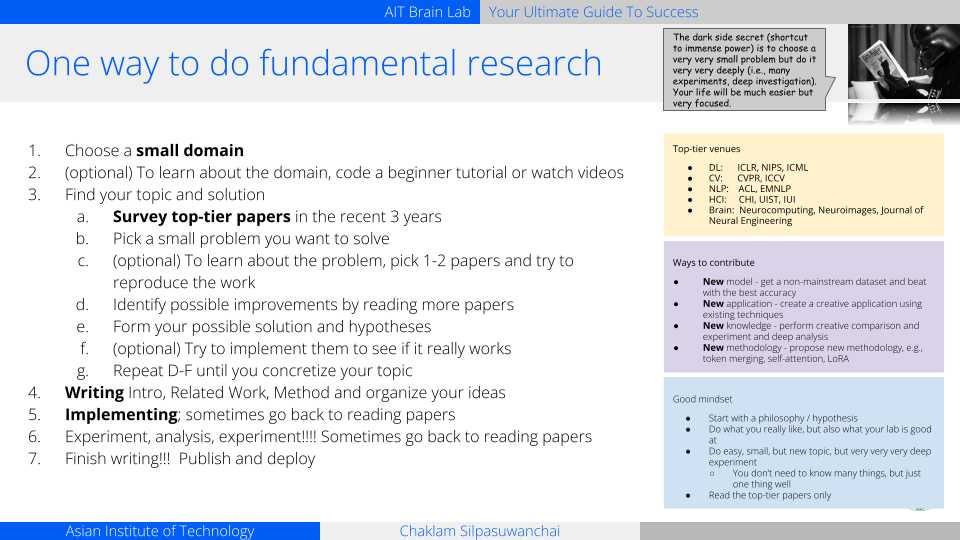 AIT Brain Lab
Your Ultimate Guide To Success
One way to do fundamental research
The dark side secret (shortcut
to immense power) is to choose a
very very small problem but do it
very very deeply (i.e., many
experiments, deep investigation).
Your life will be much easier but
very focused.
1. Choose a small domain
2. (optional) To learn about the domain, code a beginner tutorial or watch videos
3. Find your topic and solution
a. Survey top-tier papers in the recent 3 years
b. Pick a small problem you want to solve
c. (optional) To learn about the problem, pick 1-2 papers and try to
reproduce the work
d. Identify possible improvements by reading more papers
e. Form your possible solution and hypotheses
f. (optional) Try to implement them to see if it really works
g. Repeat D-F until you concretize your topic
4. Writing Intro, Related Work, Method and organize your ideas
5. Implementing; sometimes go back to reading papers
6. Experiment, analysis, experiment!!!! Sometimes go back to reading papers
7. Finish writing!!! Publish and deploy
Top-tier venues
● DL: ICLR, NIPS, ICML
● CV: CVPR, ICCV
● NLP: ACL, EMNLP
● HCI: CHI, UIST, IUI
● Brain: Neurocomputing, Neuroimages, Journal of
Neural Engineering
Ways to contribute
● New model - get a non-mainstream dataset and beat
with the best accuracy
● New application - create a creative application using
existing techniques
● New knowledge - perform creative comparison and
experiment and deep analysis
● New methodology - propose new methodology, e.g.,
token merging, self-attention, LoRA
Good mindset
● Start with a philosophy / hypothesis
● Do what you really like, but also what your lab is good
at
● Do easy, small, but new topic, but very very very deep
experiment
○ You don't need to know many things, but just
one thing well
● Read the top-tier papers only
Asian Institute of Technology
Chaklam Silpasuwanchai